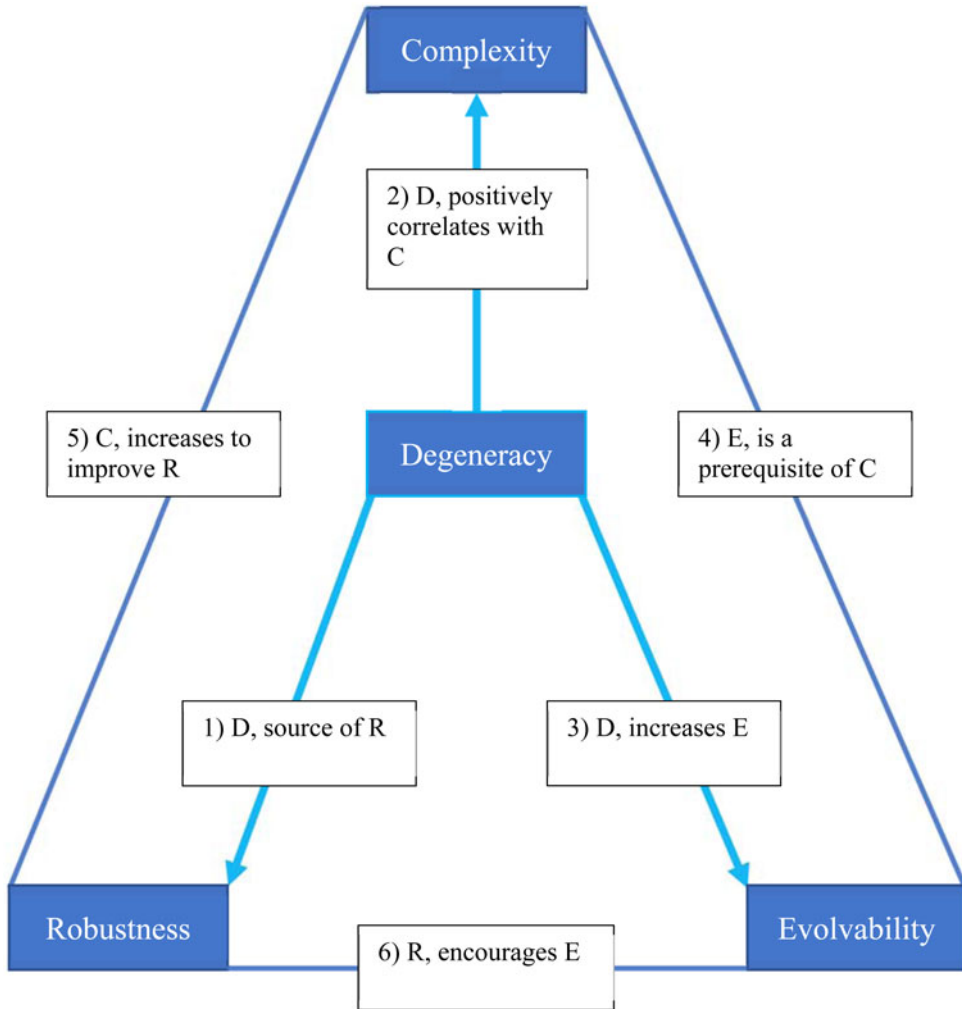 Complexity
2) D, positively
correlates with
C
5) C, increases to
improve R
Degeneracy
4) E, is a
prerequisite of C
1) D, source of R
3) D, increases E
Robustness
6) R, encourages E
Evolvability